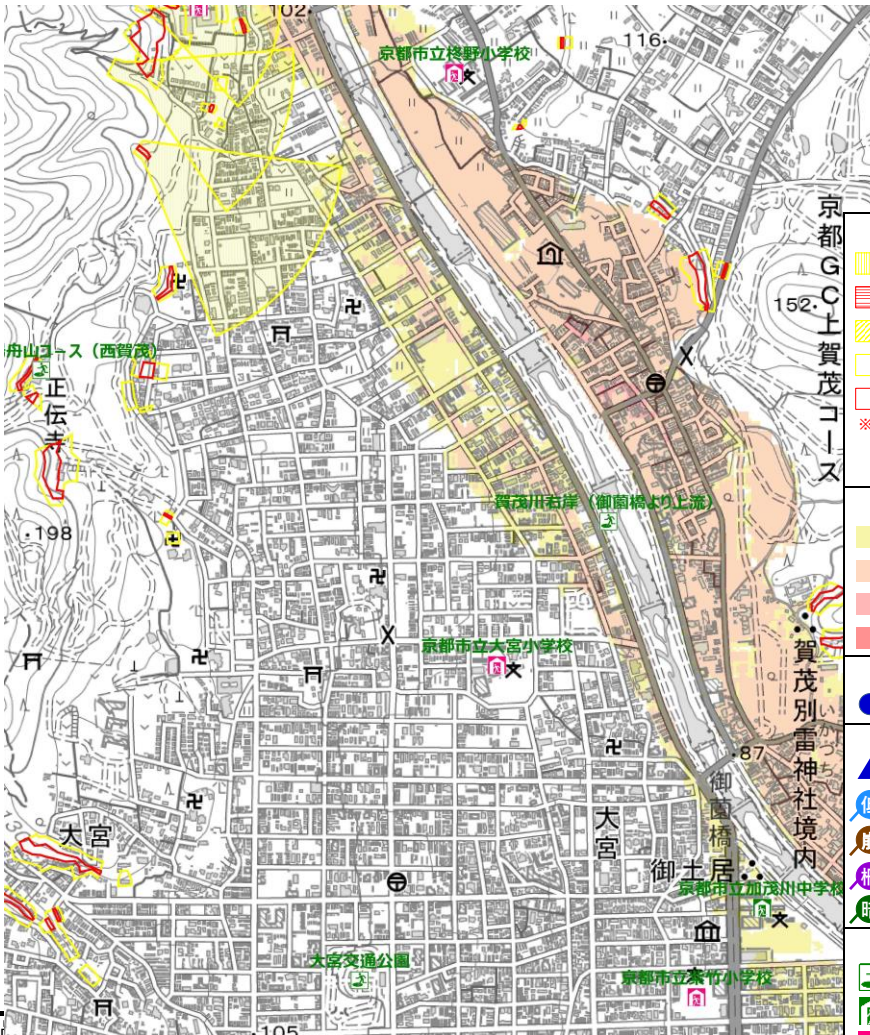 102
京都市立柊野小学校
116
京都GC上賀茂コース
152
舟山コース（西賀茂）
正伝寺
※
198
賀茂川右岸（御薗橋より上流）
京都市立大宮小学校
賀茂別雷神社境内
いかづち
87
御薗橋
大宮
大宮
御土居
京都市立加茂川中学校
大宮交通公園
京都市立紫竹小学校
105